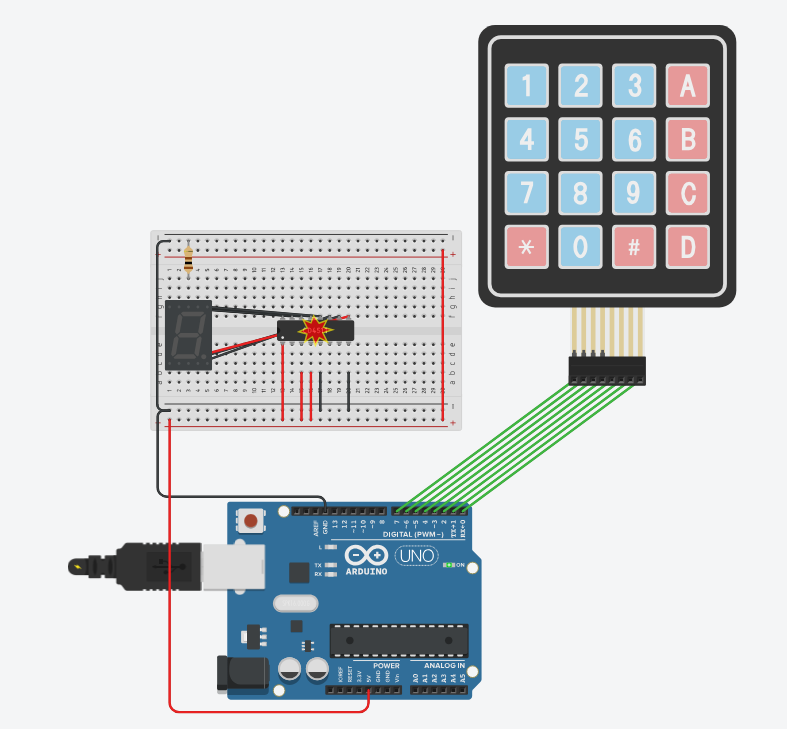 1 2 3 A
4 5 6 B
7 8 9 C
* 0 # D
- -
+ +
j
i
h
g
f
e
d
c
b
a
- -
+
AREF
GND
13
12
~11
~10
~9
8
7
~6
~5
4
~3
2
TX→1
RX←0
DIGITAL (PWM~)
L
TX
RX
UNO
ARDUINO
ON
POWER
ANALOG IN
IOREF
RESET
3.3V
5V
GND
GND
Vin
A0
A1
A2
A3
A4
A5